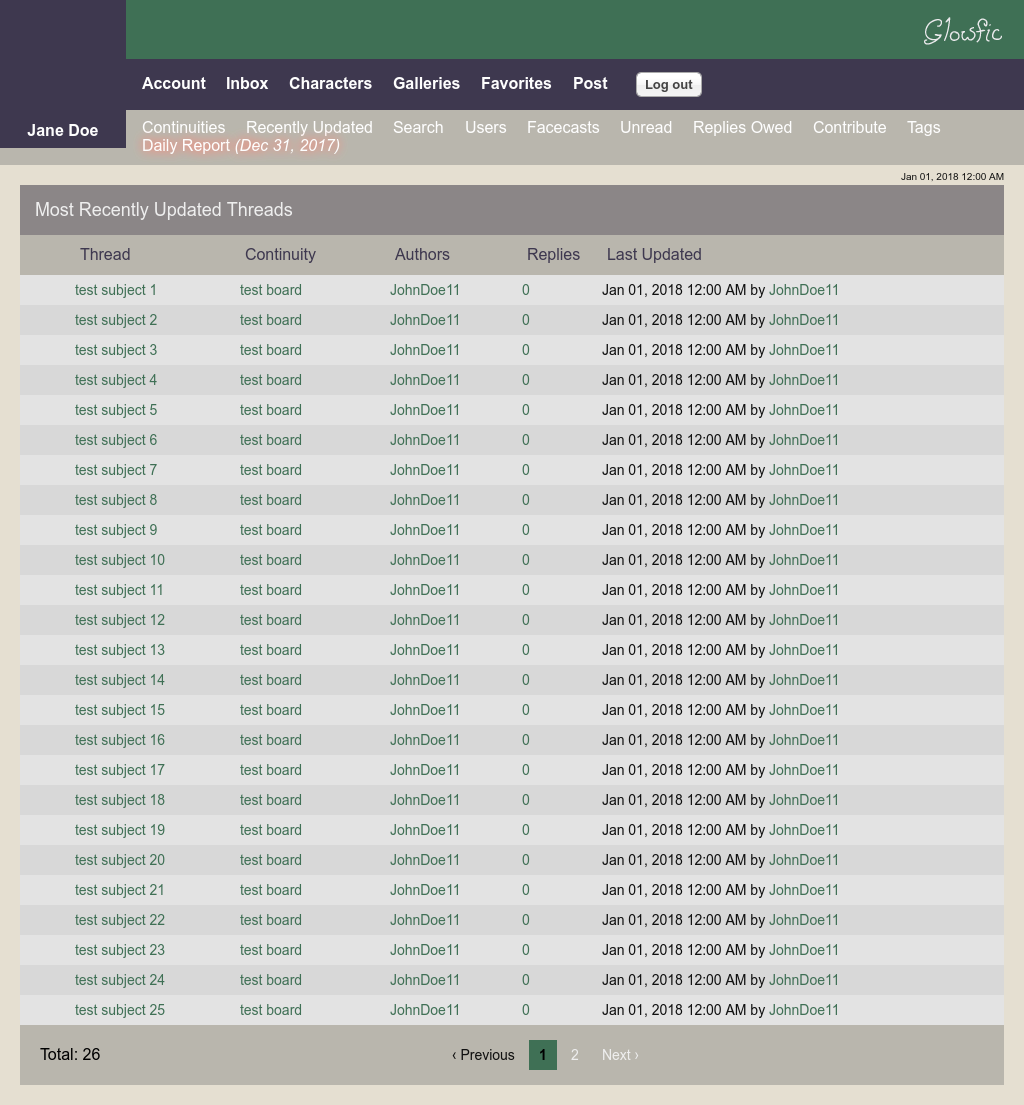 Glowfic
Account Inbox Characters Galleries Favorites Post Log out
Jane Doe
Continuities Recently Updated Search Users Facecasts Unread Replies Owed Contribute Tags
Daily Report (Dec 31, 2017)
Jan 01, 2018 12:00 AM
Most Recently Updated Threads
Thread Continuity Authors Replies Last Updated
test subject 1 test board JohnDoe11 0 Jan 01, 2018 12:00 AM by JohnDoe11
test subject 2 test board JohnDoe11 0 Jan 01, 2018 12:00 AM by JohnDoe11
test subject 3 test board JohnDoe11 0 Jan 01, 2018 12:00 AM by JohnDoe11
test subject 4 test board JohnDoe11 0 Jan 01, 2018 12:00 AM by JohnDoe11
test subject 5 test board JohnDoe11 0 Jan 01, 2018 12:00 AM by JohnDoe11
test subject 6 test board JohnDoe11 0 Jan 01, 2018 12:00 AM by JohnDoe11
test subject 7 test board JohnDoe11 0 Jan 01, 2018 12:00 AM by JohnDoe11
test subject 8 test board JohnDoe11 0 Jan 01, 2018 12:00 AM by JohnDoe11
test subject 9 test board JohnDoe11 0 Jan 01, 2018 12:00 AM by JohnDoe11
test subject 10 test board JohnDoe11 0 Jan 01, 2018 12:00 AM by JohnDoe11
test subject 11 test board JohnDoe11 0 Jan 01, 2018 12:00 AM by JohnDoe11
test subject 12 test board JohnDoe11 0 Jan 01, 2018 12:00 AM by JohnDoe11
test subject 13 test board JohnDoe11 0 Jan 01, 2018 12:00 AM by JohnDoe11
test subject 14 test board JohnDoe11 0 Jan 01, 2018 12:00 AM by JohnDoe11
test subject 15 test board JohnDoe11 0 Jan 01, 2018 12:00 AM by JohnDoe11
test subject 16 test board JohnDoe11 0 Jan 01, 2018 12:00 AM by JohnDoe11
test subject 17 test board JohnDoe11 0 Jan 01, 2018 12:00 AM by JohnDoe11
test subject 18 test board JohnDoe11 0 Jan 01, 2018 12:00 AM by JohnDoe11
test subject 19 test board JohnDoe11 0 Jan 01, 2018 12:00 AM by JohnDoe11
test subject 20 test board JohnDoe11 0 Jan 01, 2018 12:00 AM by JohnDoe11
test subject 21 test board JohnDoe11 0 Jan 01, 2018 12:00 AM by JohnDoe11
test subject 22 test board JohnDoe11 0 Jan 01, 2018 12:00 AM by JohnDoe11
test subject 23 test board JohnDoe11 0 Jan 01, 2018 12:00 AM by JohnDoe11
test subject 24 test board JohnDoe11 0 Jan 01, 2018 12:00 AM by JohnDoe11
test subject 25 test board JohnDoe11 0 Jan 01, 2018 12:00 AM by JohnDoe11
Total: 26 ‹ Previous 1 2 Next ›